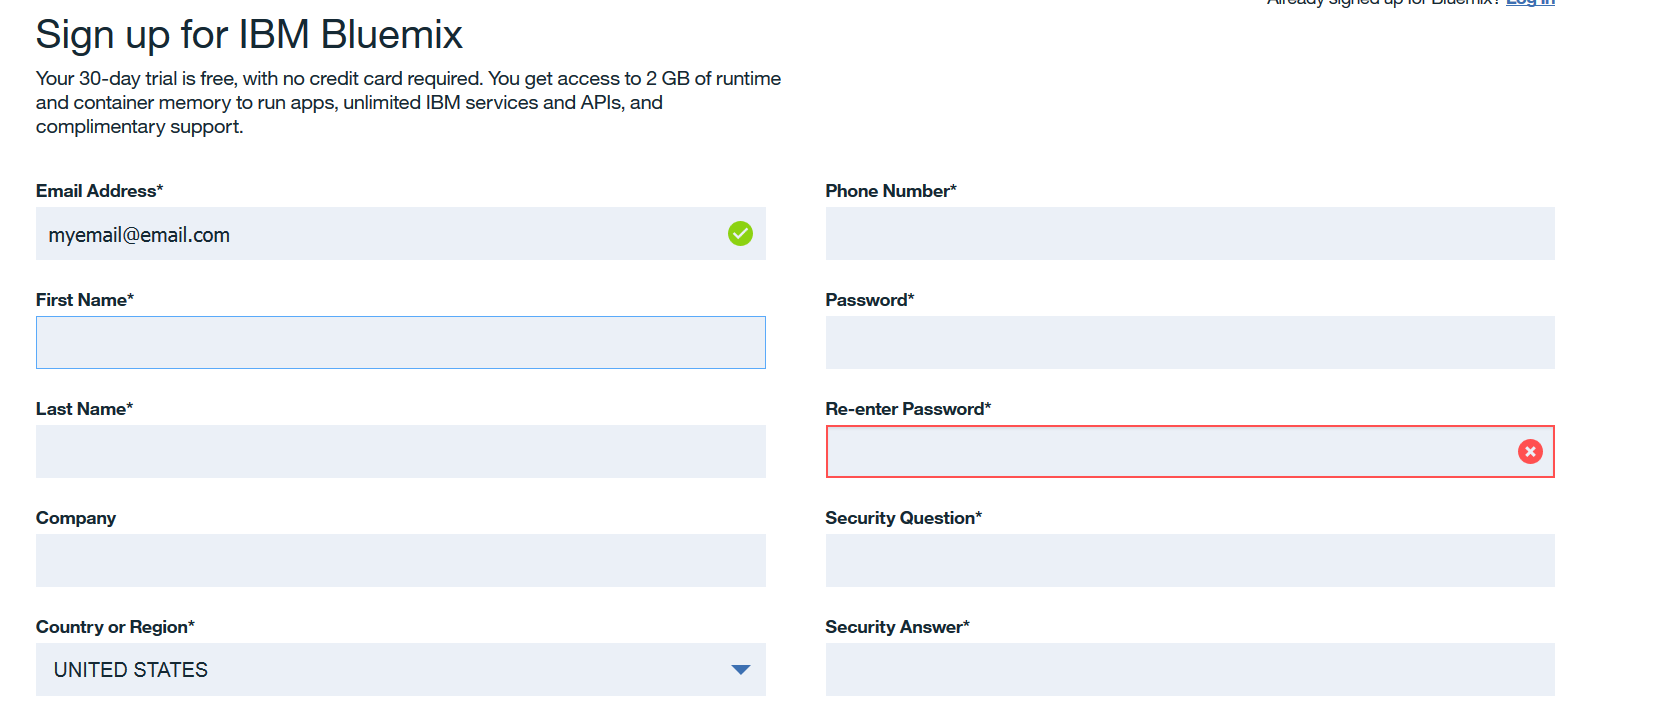 Already signed up for Bluemix? Log in
Sign up for IBM Bluemix
Your 30-day trial is free, with no credit card required. You get access to 2 GB of runtime
and container memory to run apps, unlimited IBM services and APIs, and
complimentary support.
Email Address*
myemail@email.com
First Name*
Last Name*
Company
Country or Region*
UNITED STATES
Phone Number*
Password*
Re-enter Password*
Security Question*
Security Answer*